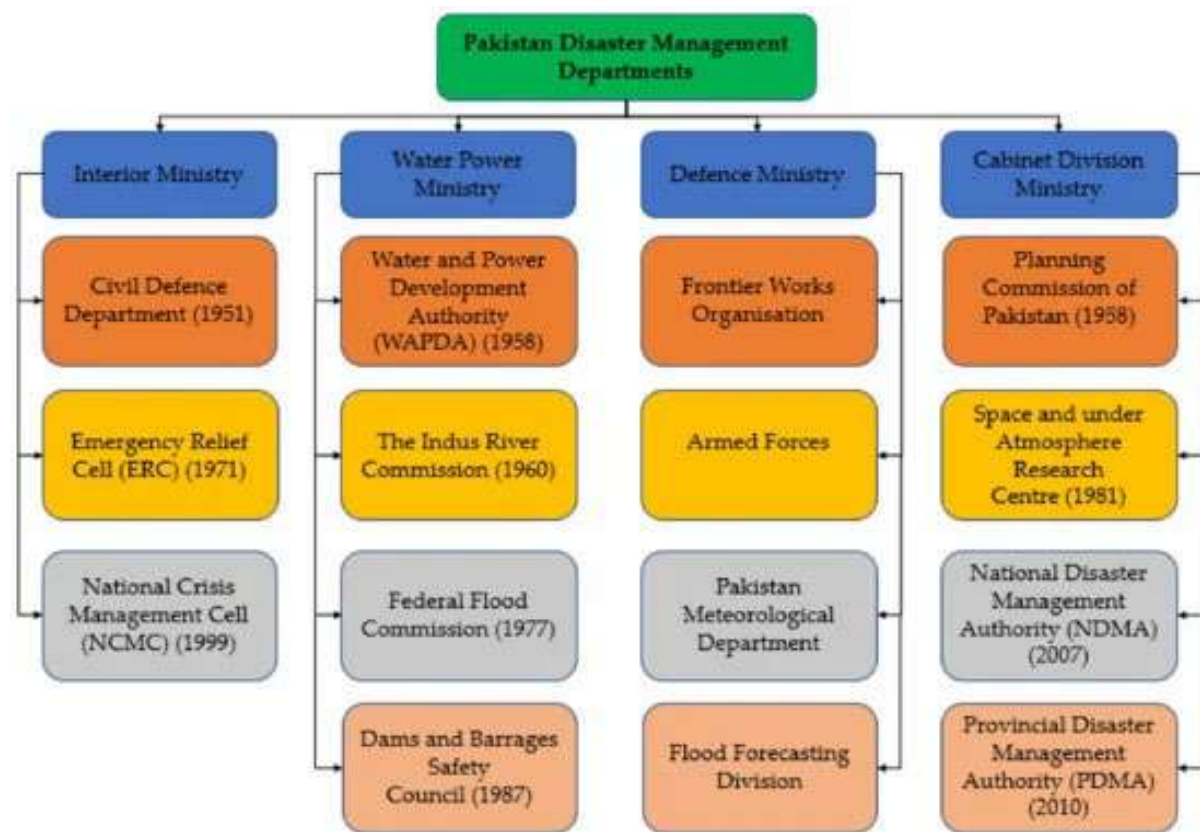 Pakistan Disaster Management
Departments
Interior Ministry
Water Power
Ministry
Defence Ministry
Cabinet Division
Ministry
Civil Defence
Department (1951)
Water and Power
Development
Authority
(WAPDA) (1958)
Frontier Works
Organisation
Planning
Commission of
Pakistan (1958)
Emergency Relief
Cell (ERC) (1971)
The Indus River
Commission (1960)
Armed Forces
Space and under
Atmosphere
Research
Centre (1981)
National Crisis
Management Cell
(NCMC) (1999)
Federal Flood
Commission (1977)
Pakistan
Meteorological
Department
National Disaster
Management
Authority (NDMA)
(2007)
Dams and Barrages
Safety
Council (1987)
Flood Forecasting
Division
Provincial Disaster
Management
Authority (PDMA)
(2010)